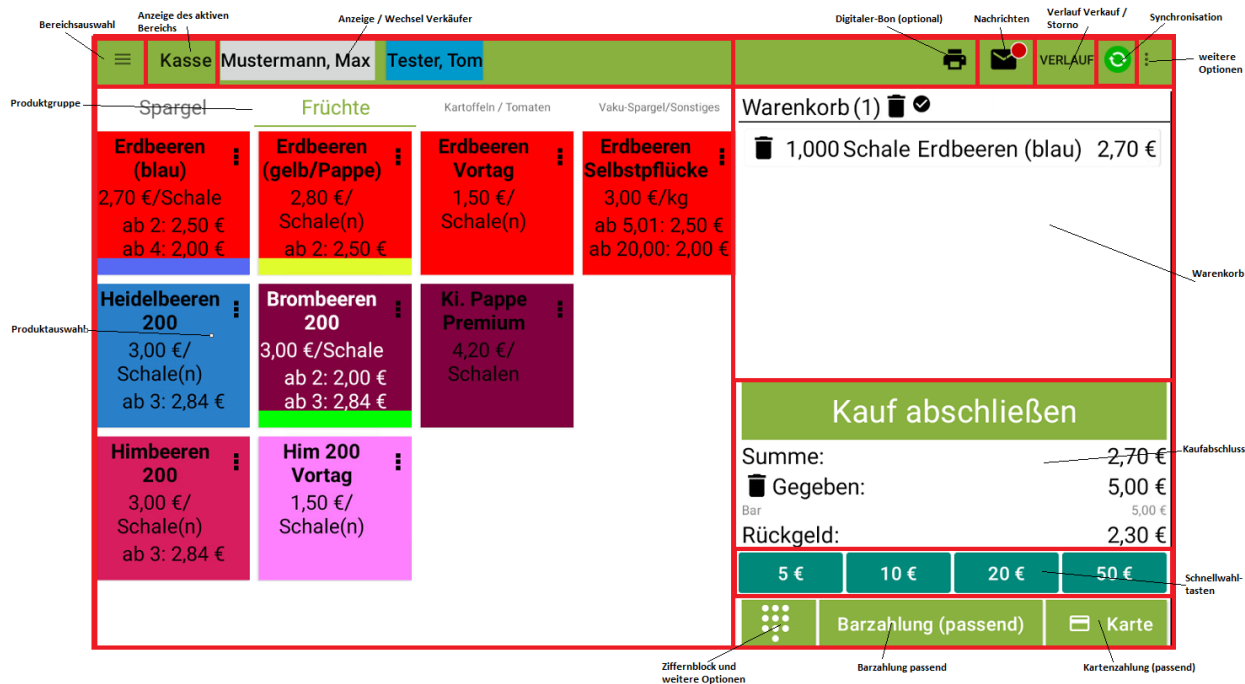 Bereichsauswahl
Anzeige des aktiven
Bereichs
Anzeige / Wechsel Verkäufer
Digitaler-Bon (optional)
Nachrichten
Verlauf Verkauf /
Storno
Synchronisation
weitere
Optionen
Kasse
Mustermann, Max
Tester, Tom
VERLAUF
Produktgruppe
Spargel
Früchte
Kartoffeln / Tomaten
Vaku-Spargel/Sonstiges
Erdbeeren
(blau)
2,70 €/Schale
ab 2: 2,50 €
ab 4: 2,00 €
Erdbeeren
(gelb/Pappe)
2,80 €/
Schale(n)
ab 2: 2,50 €
Erdbeeren
Vortag
1,50 €/
Schale(n)
Erdbeeren
Selbstpflücke
3,00 €/kg
ab 5,01: 2,50 €
ab 20,00: 2,00 €
Produktauswahl
Heidelbeeren
200
3,00 €/
Schale(n)
ab 3: 2,84 €
Brombeeren
200
3,00 €/Schale
ab 2: 2,00 €
ab 3: 2,84 €
Ki. Pappe
Premium
4,20 €/
Schalen
Himbeeren
200
3,00 €/
Schale(n)
ab 3: 2,84 €
Him 200
Vortag
1,50 €/
Schale(n)
Warenkorb (1)
1,000 Schale Erdbeeren (blau) 2,70 €
Warenkorb
Kauf abschließen
Summe: 2,70 €
Gegeben: 5,00 €
Bar 5,00 €
Rückgeld: 2,30 €
Kaufabschluss
5 €
10 €
20 €
50 €
Schnellwahl-
tasten
Barzahlung (passend)
Karte
Ziffernblock und
weitere Optionen
Barzahlung passend
Kartenzahlung (passend)